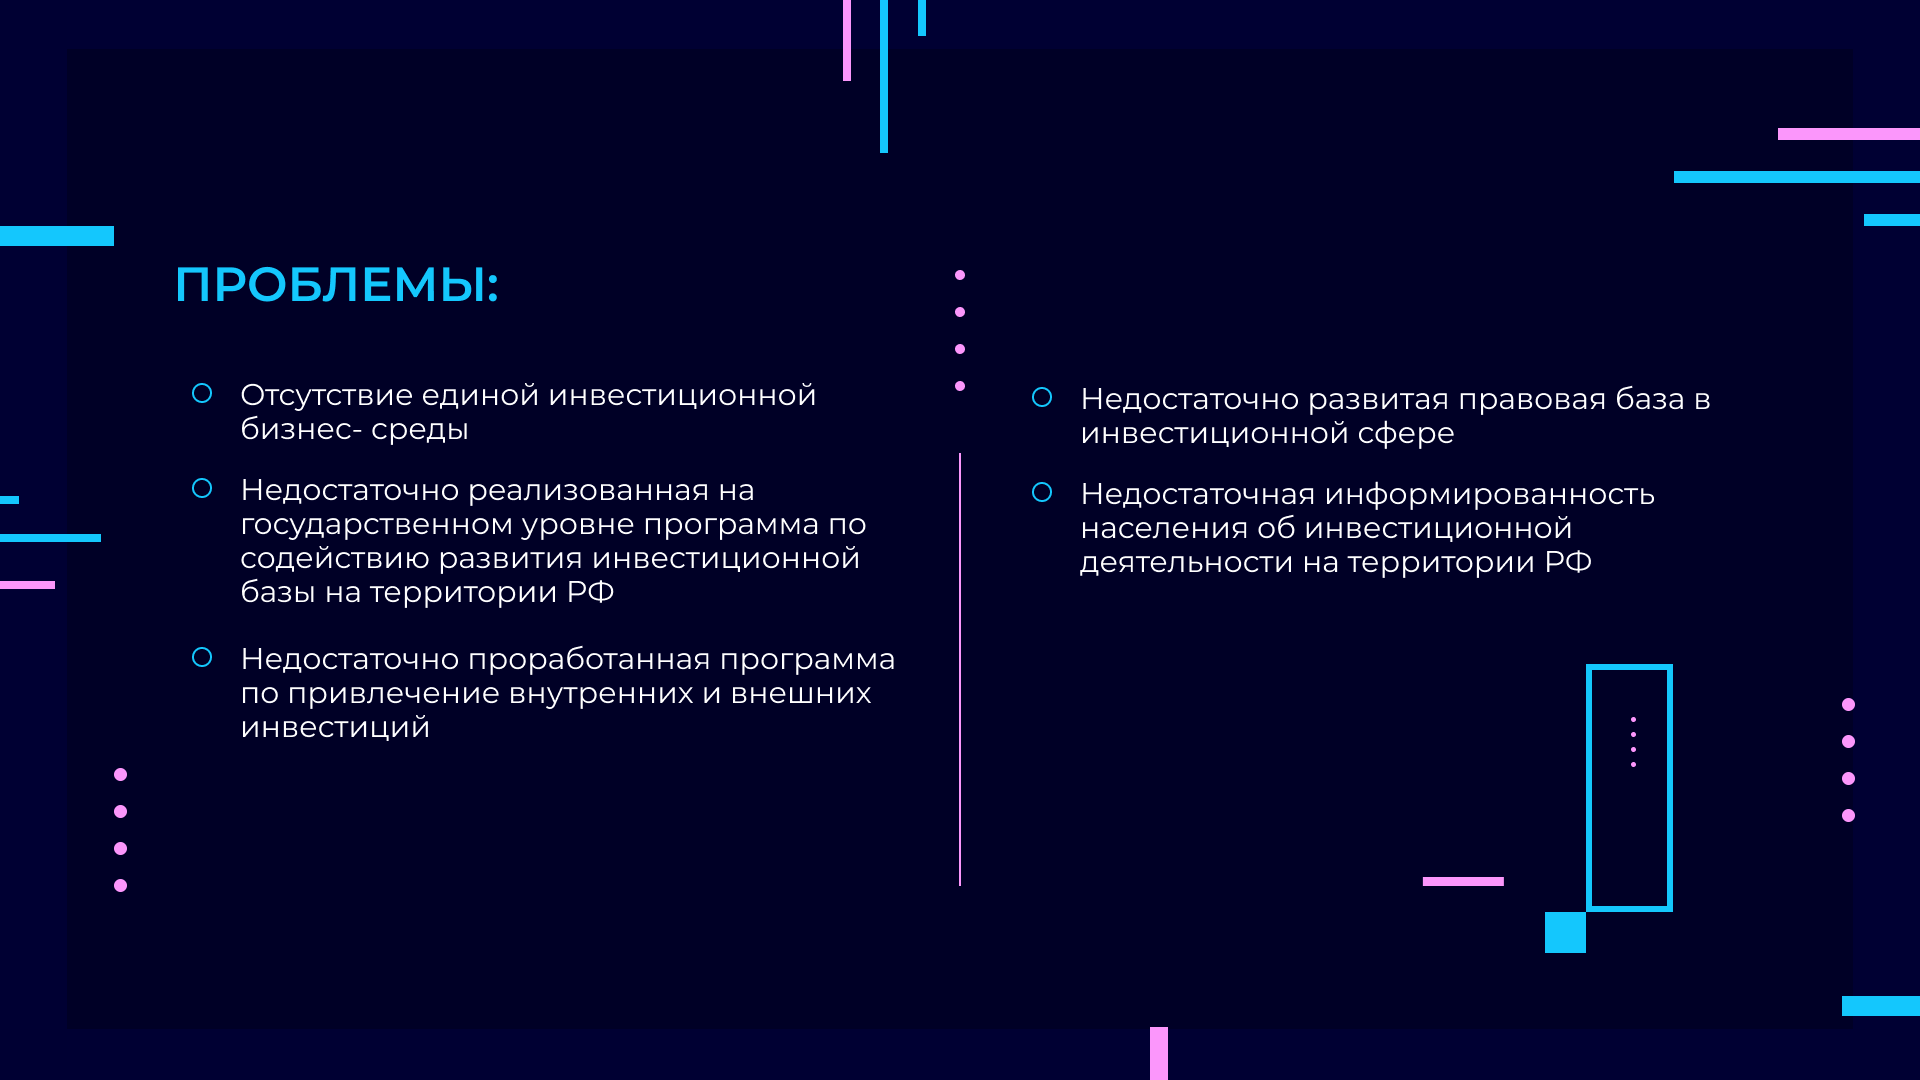 ПРОБЛЕМЫ:
Отсутствие единой инвестиционной
бизнес- среды
Недостаточно реализованная на
государственном уровне программа по
содействию развития инвестиционной
базы на территории РФ
Недостаточно проработанная программа
по привлечение внутренних и внешних
инвестиций
Недостаточно развитая правовая база в
инвестиционной сфере
Недостаточная информированность
населения об инвестиционной
деятельности на территории РФ